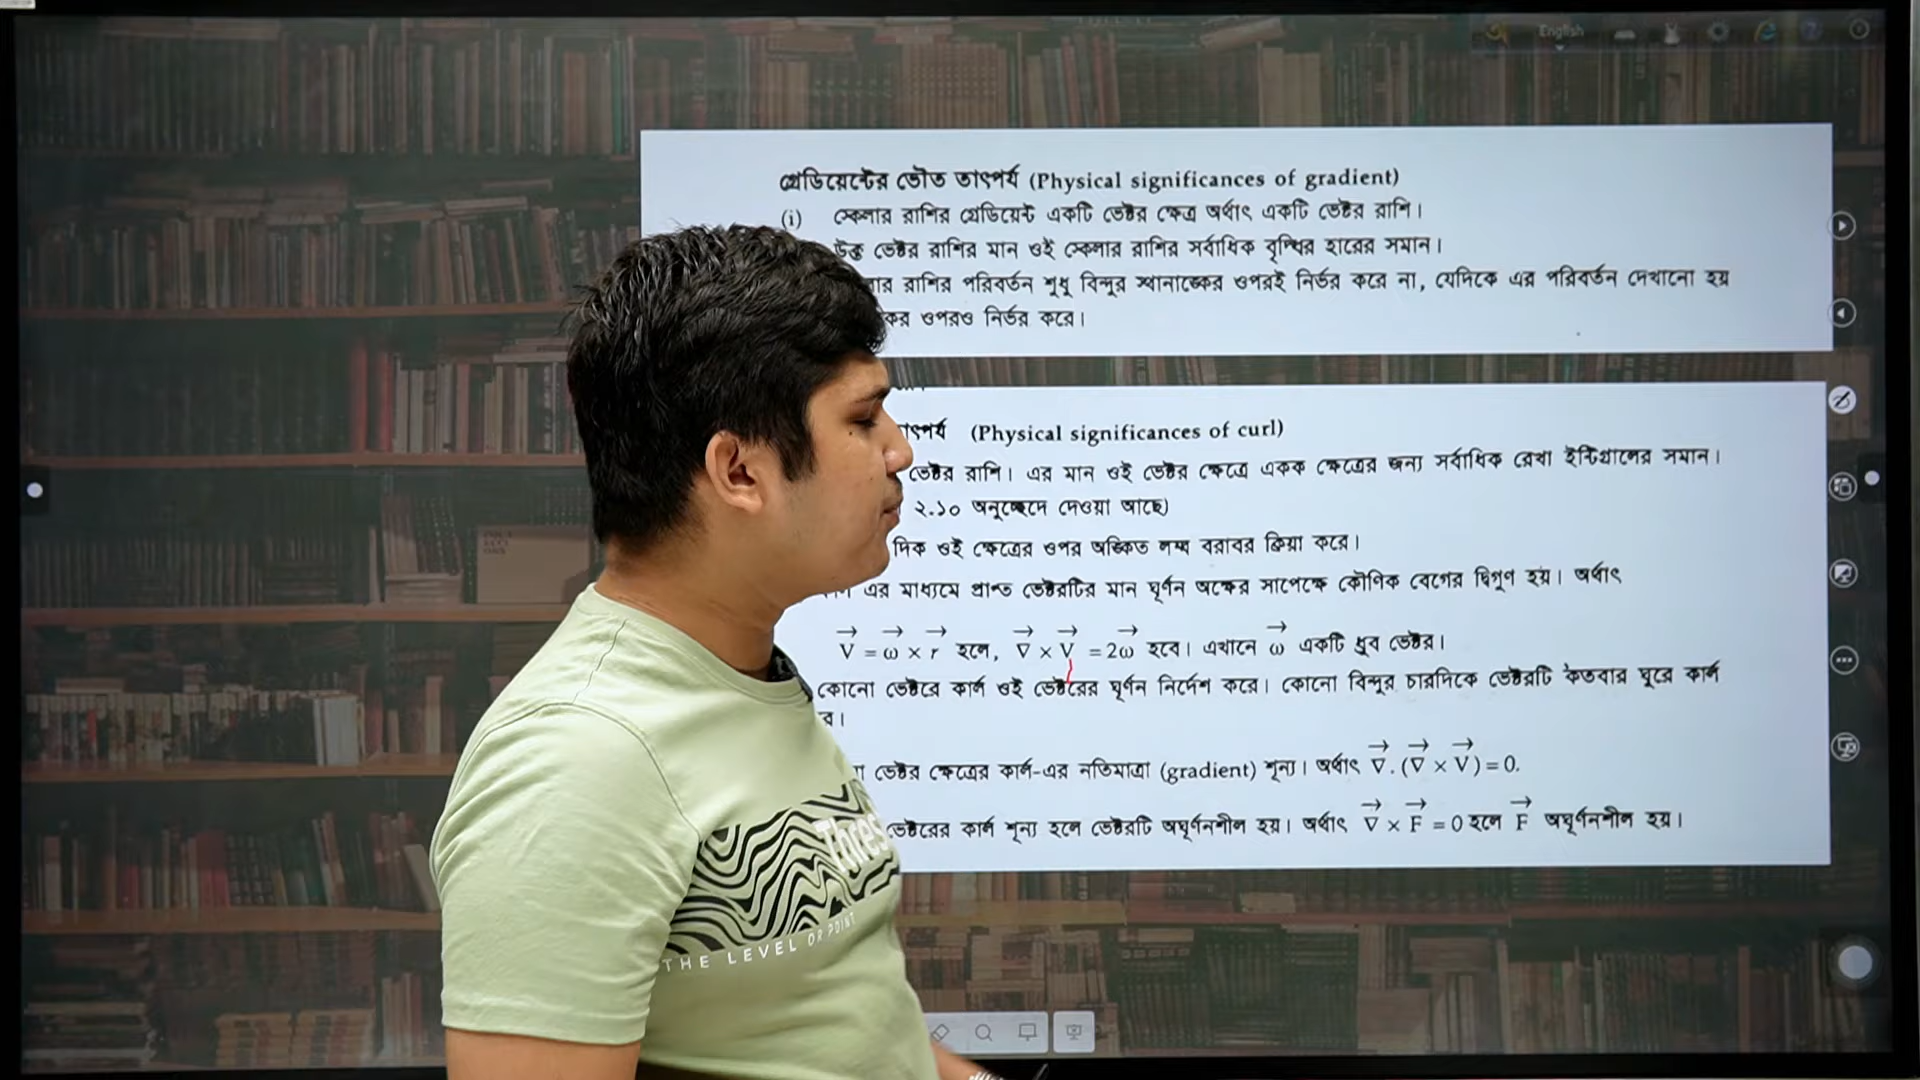 English
গ্রেডিয়েন্টের ভৌত তাৎপর্য (Physical significances of gradient)
(i) স্কেলার রাশির গ্রেডিয়েন্ট একটি ভেক্টর ক্ষেত্র অর্থাৎ একটি ভেক্টর রাশি।
উক্ত ভেক্টর রাশির মান ওই স্কেলার রাশির সর্বাধিক বৃদ্ধির হারের সমান।
রাশির পরিবর্তন শুধু বিন্দুর স্থানাঙ্কের ওপরই নির্ভর করে না, যেদিকে এর পরিবর্তন দেখানো হয়
ওপরও নির্ভর করে।
(Physical significances of curl)
ভেক্টর রাশি। এর মান ওই ভেক্টর ক্ষেত্রে একক ক্ষেত্রের জন্য সর্বাধিক রেখা ইন্টিগ্রালের সমান।
২.১০ অনুচ্ছেদে দেওয়া আছে)
দিক ওই ক্ষেত্রের ওপর অঙ্কিত লম্ব বরাবর ক্রিয়া করে।
এর মাধ্যমে প্রাপ্ত ভেক্টরটির মান ঘূর্ণন অক্ষের সাপেক্ষে কৌণিক বেগের দ্বিগুণ হয়। অর্থাৎ
V⃗ = ω⃗ × r⃗ হলে, ∇⃗ × V⃗ = 2ω⃗ হবে। এখানে ω⃗ একটি ধ্রুব ভেক্টর।
কোনো ভেক্টরে কার্ল ওই ভেক্টরের ঘূর্ণন নির্দেশ করে। কোনো বিন্দুর চারদিকে ভেক্টরটি কতবার ঘুরে কার্ল
ভেক্টর ক্ষেত্রের কার্ল-এর নতিমাত্রা (gradient) শূন্য। অর্থাৎ ∇⃗. (∇⃗ × V⃗) = 0.
ভেক্টরের কার্ল শূন্য হলে ভেক্টরটি অঘূর্ণনশীল হয়। অর্থাৎ ∇⃗ × F⃗ = 0 হলে F⃗ অঘূর্ণনশীল হয়।
THE LEVEL OR POINT